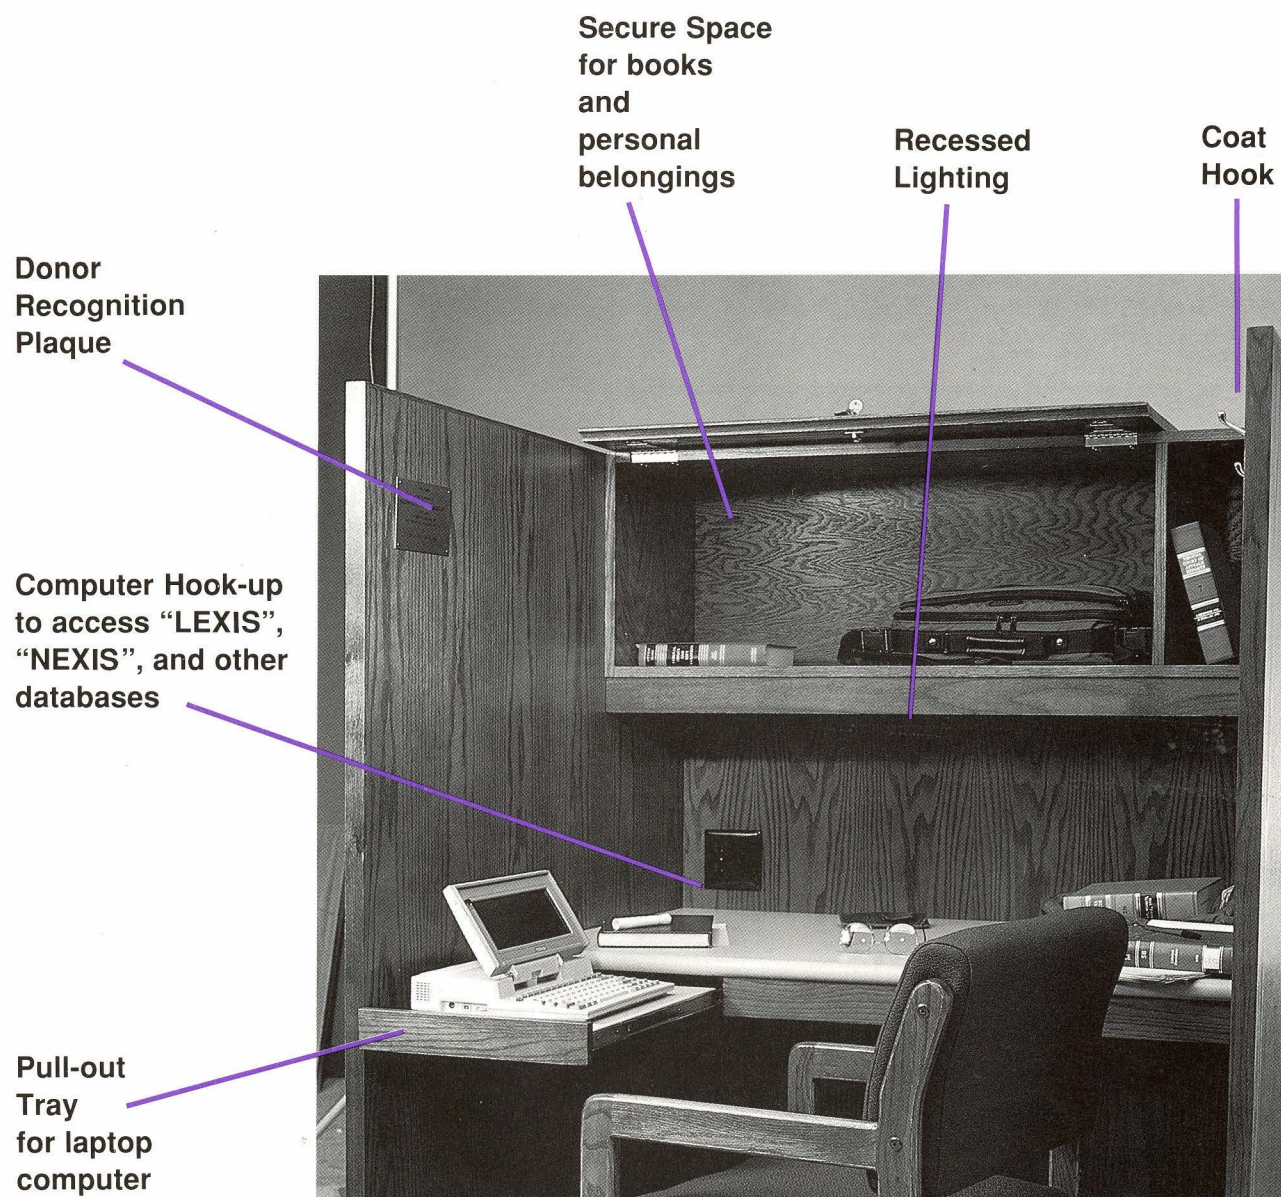 Secure Space
for books
and
personal
belongings
Recessed
Lighting
Coat
Hook
Donor
Recognition
Plaque
Computer Hook-up
to access “LEXIS”,
“NEXIS”, and other
databases
Pull-out
Tray
for laptop
computer